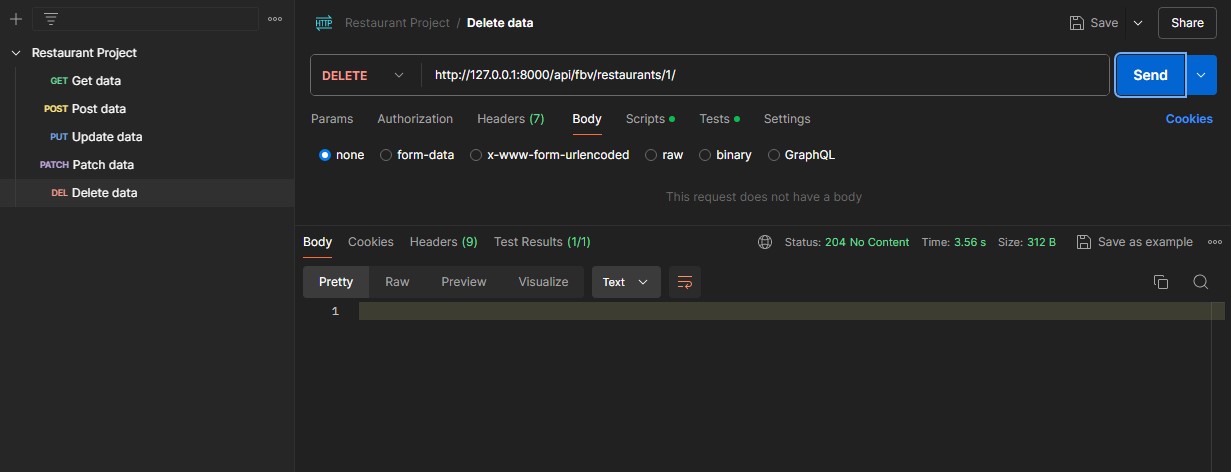 HTTP Restaurant Project / Delete data
Save
Share
Restaurant Project
GET Get data
POST Post data
PUT Update data
PATCH Patch data
DEL Delete data
DELETE http://127.0.0.1:8000/api/fbv/restaurants/1/
Send
Params Authorization Headers (7) Body Scripts Tests Settings
Cookies
none form-data x-www-form-urlencoded raw binary GraphQL
This request does not have a body
Body Cookies Headers (9) Test Results (1/1)
Status: 204 No Content Time: 3.56 s Size: 312 B
Save as example
Pretty Raw Preview Visualize Text
1